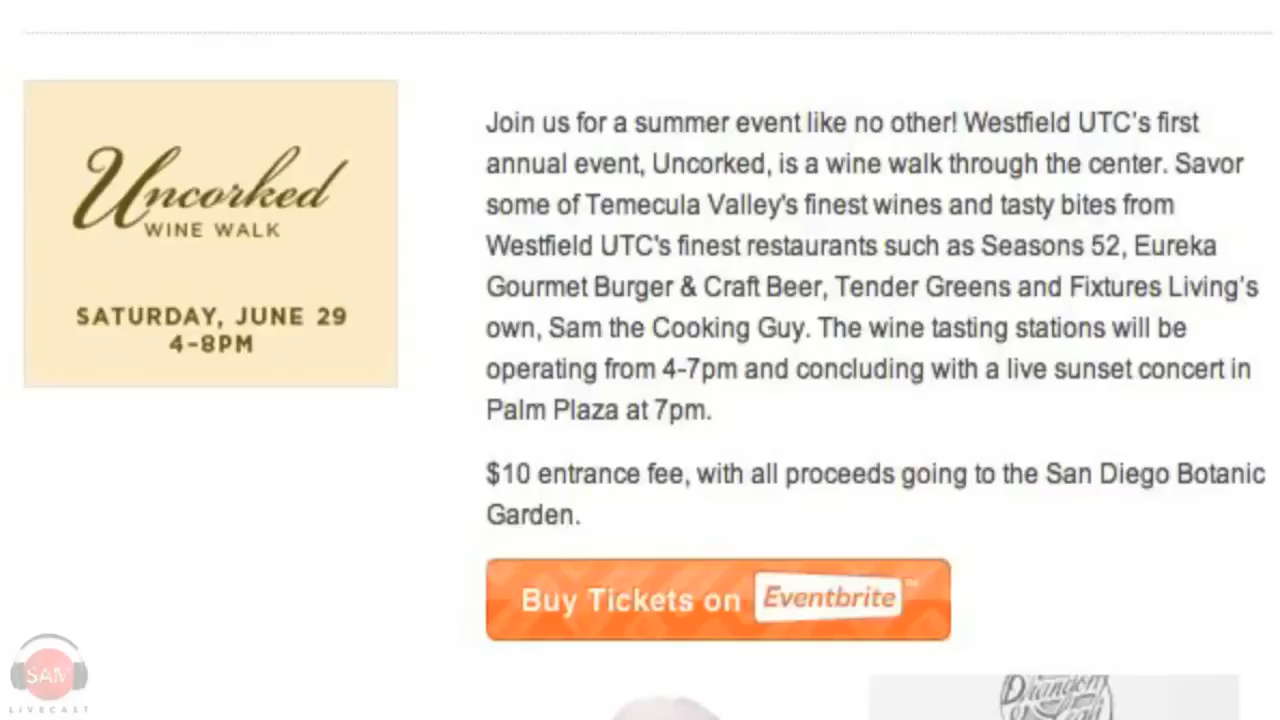 Uncorked
WINE WALK
SATURDAY, JUNE 29
4-8PM
Join us for a summer event like no other! Westfield UTC's first
annual event, Uncorked, is a wine walk through the center. Savor
some of Temecula Valley's finest wines and tasty bites from
Westfield UTC's finest restaurants such as Seasons 52, Eureka
Gourmet Burger & Craft Beer, Tender Greens and Fixtures Living's
own, Sam the Cooking Guy. The wine tasting stations will be
operating from 4-7pm and concluding with a live sunset concert in
Palm Plaza at 7pm.
$10 entrance fee, with all proceeds going to the San Diego Botanic
Garden.
Buy Tickets on Eventbrite™
SAM
LIVECAST